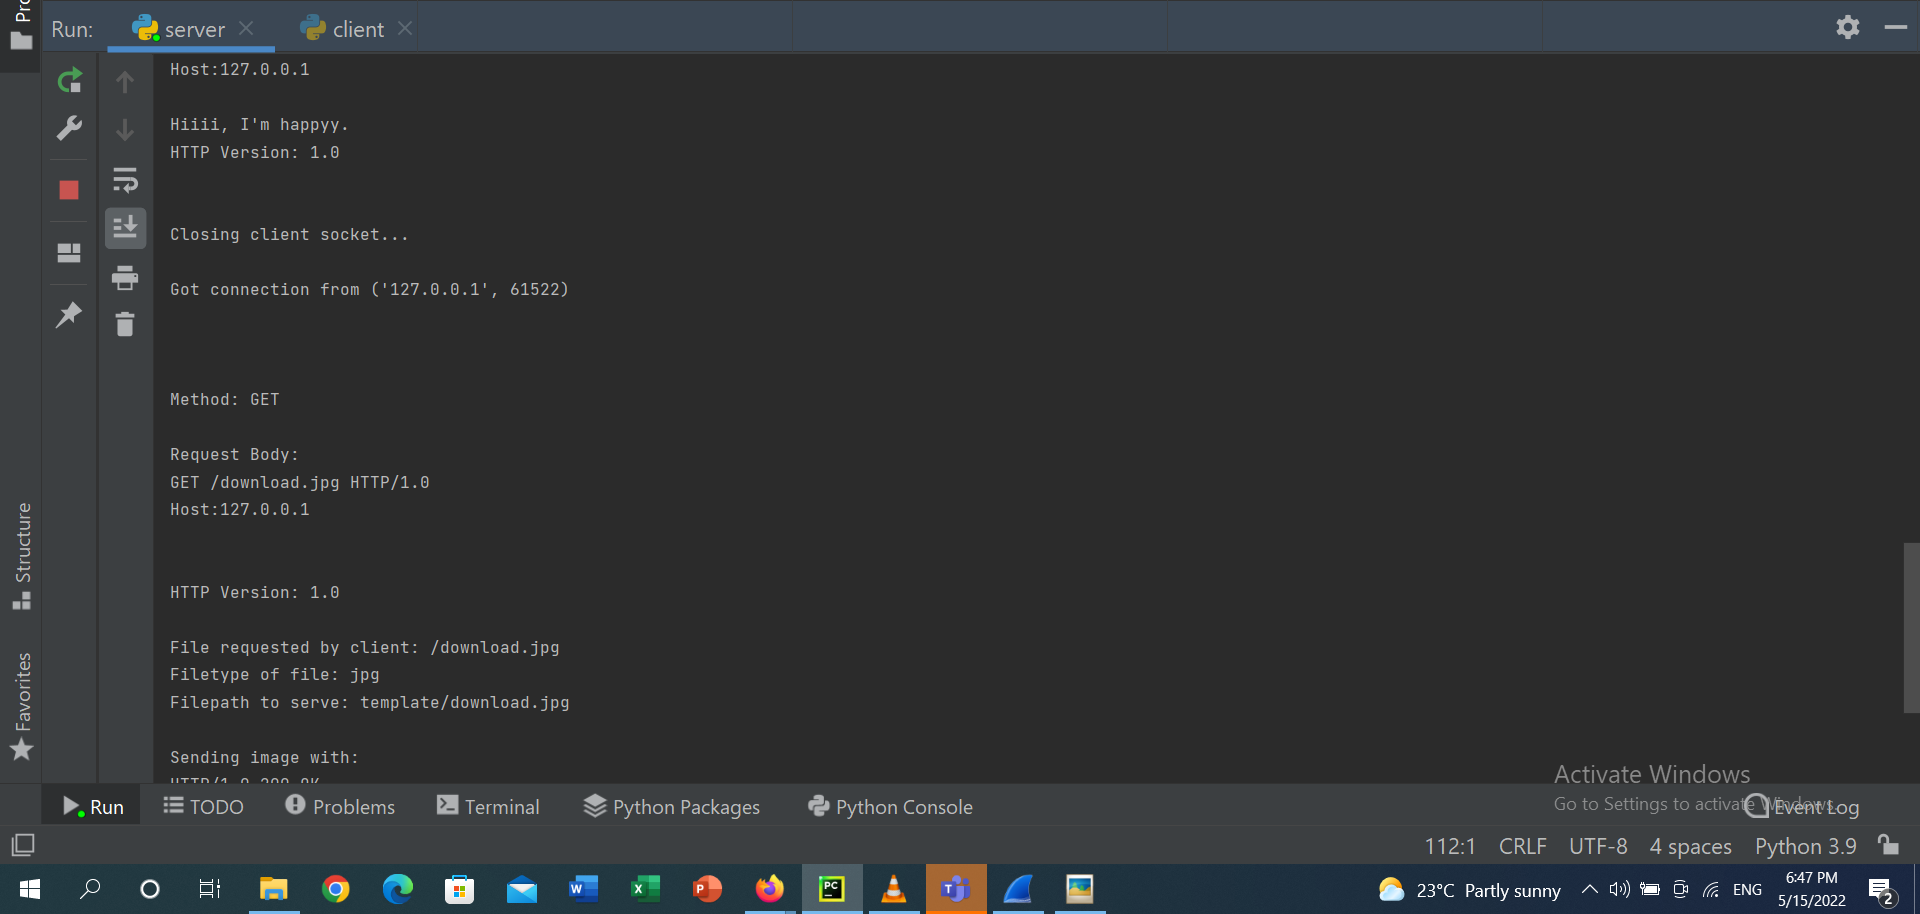 Run:
server
client
Host:127.0.0.1
Hiiii, I'm happyy.
HTTP Version: 1.0
Closing client socket...
Got connection from ('127.0.0.1', 61522)
Method: GET
Request Body:
GET /download.jpg HTTP/1.0
Host:127.0.0.1
HTTP Version: 1.0
File requested by client: /download.jpg
Filetype of file: jpg
Filepath to serve: template/download.jpg
Sending image with:
HTTP/1.0 200 OK
Structure
Favorites
Activate Windows
Go to Settings to activate Windows.
Run
TODO
Problems
Terminal
Python Packages
Python Console
Event Log
112:1 CRLF UTF-8 4 spaces Python 3.9
23°C Partly sunny
ENG
6:47 PM
5/15/2022
2